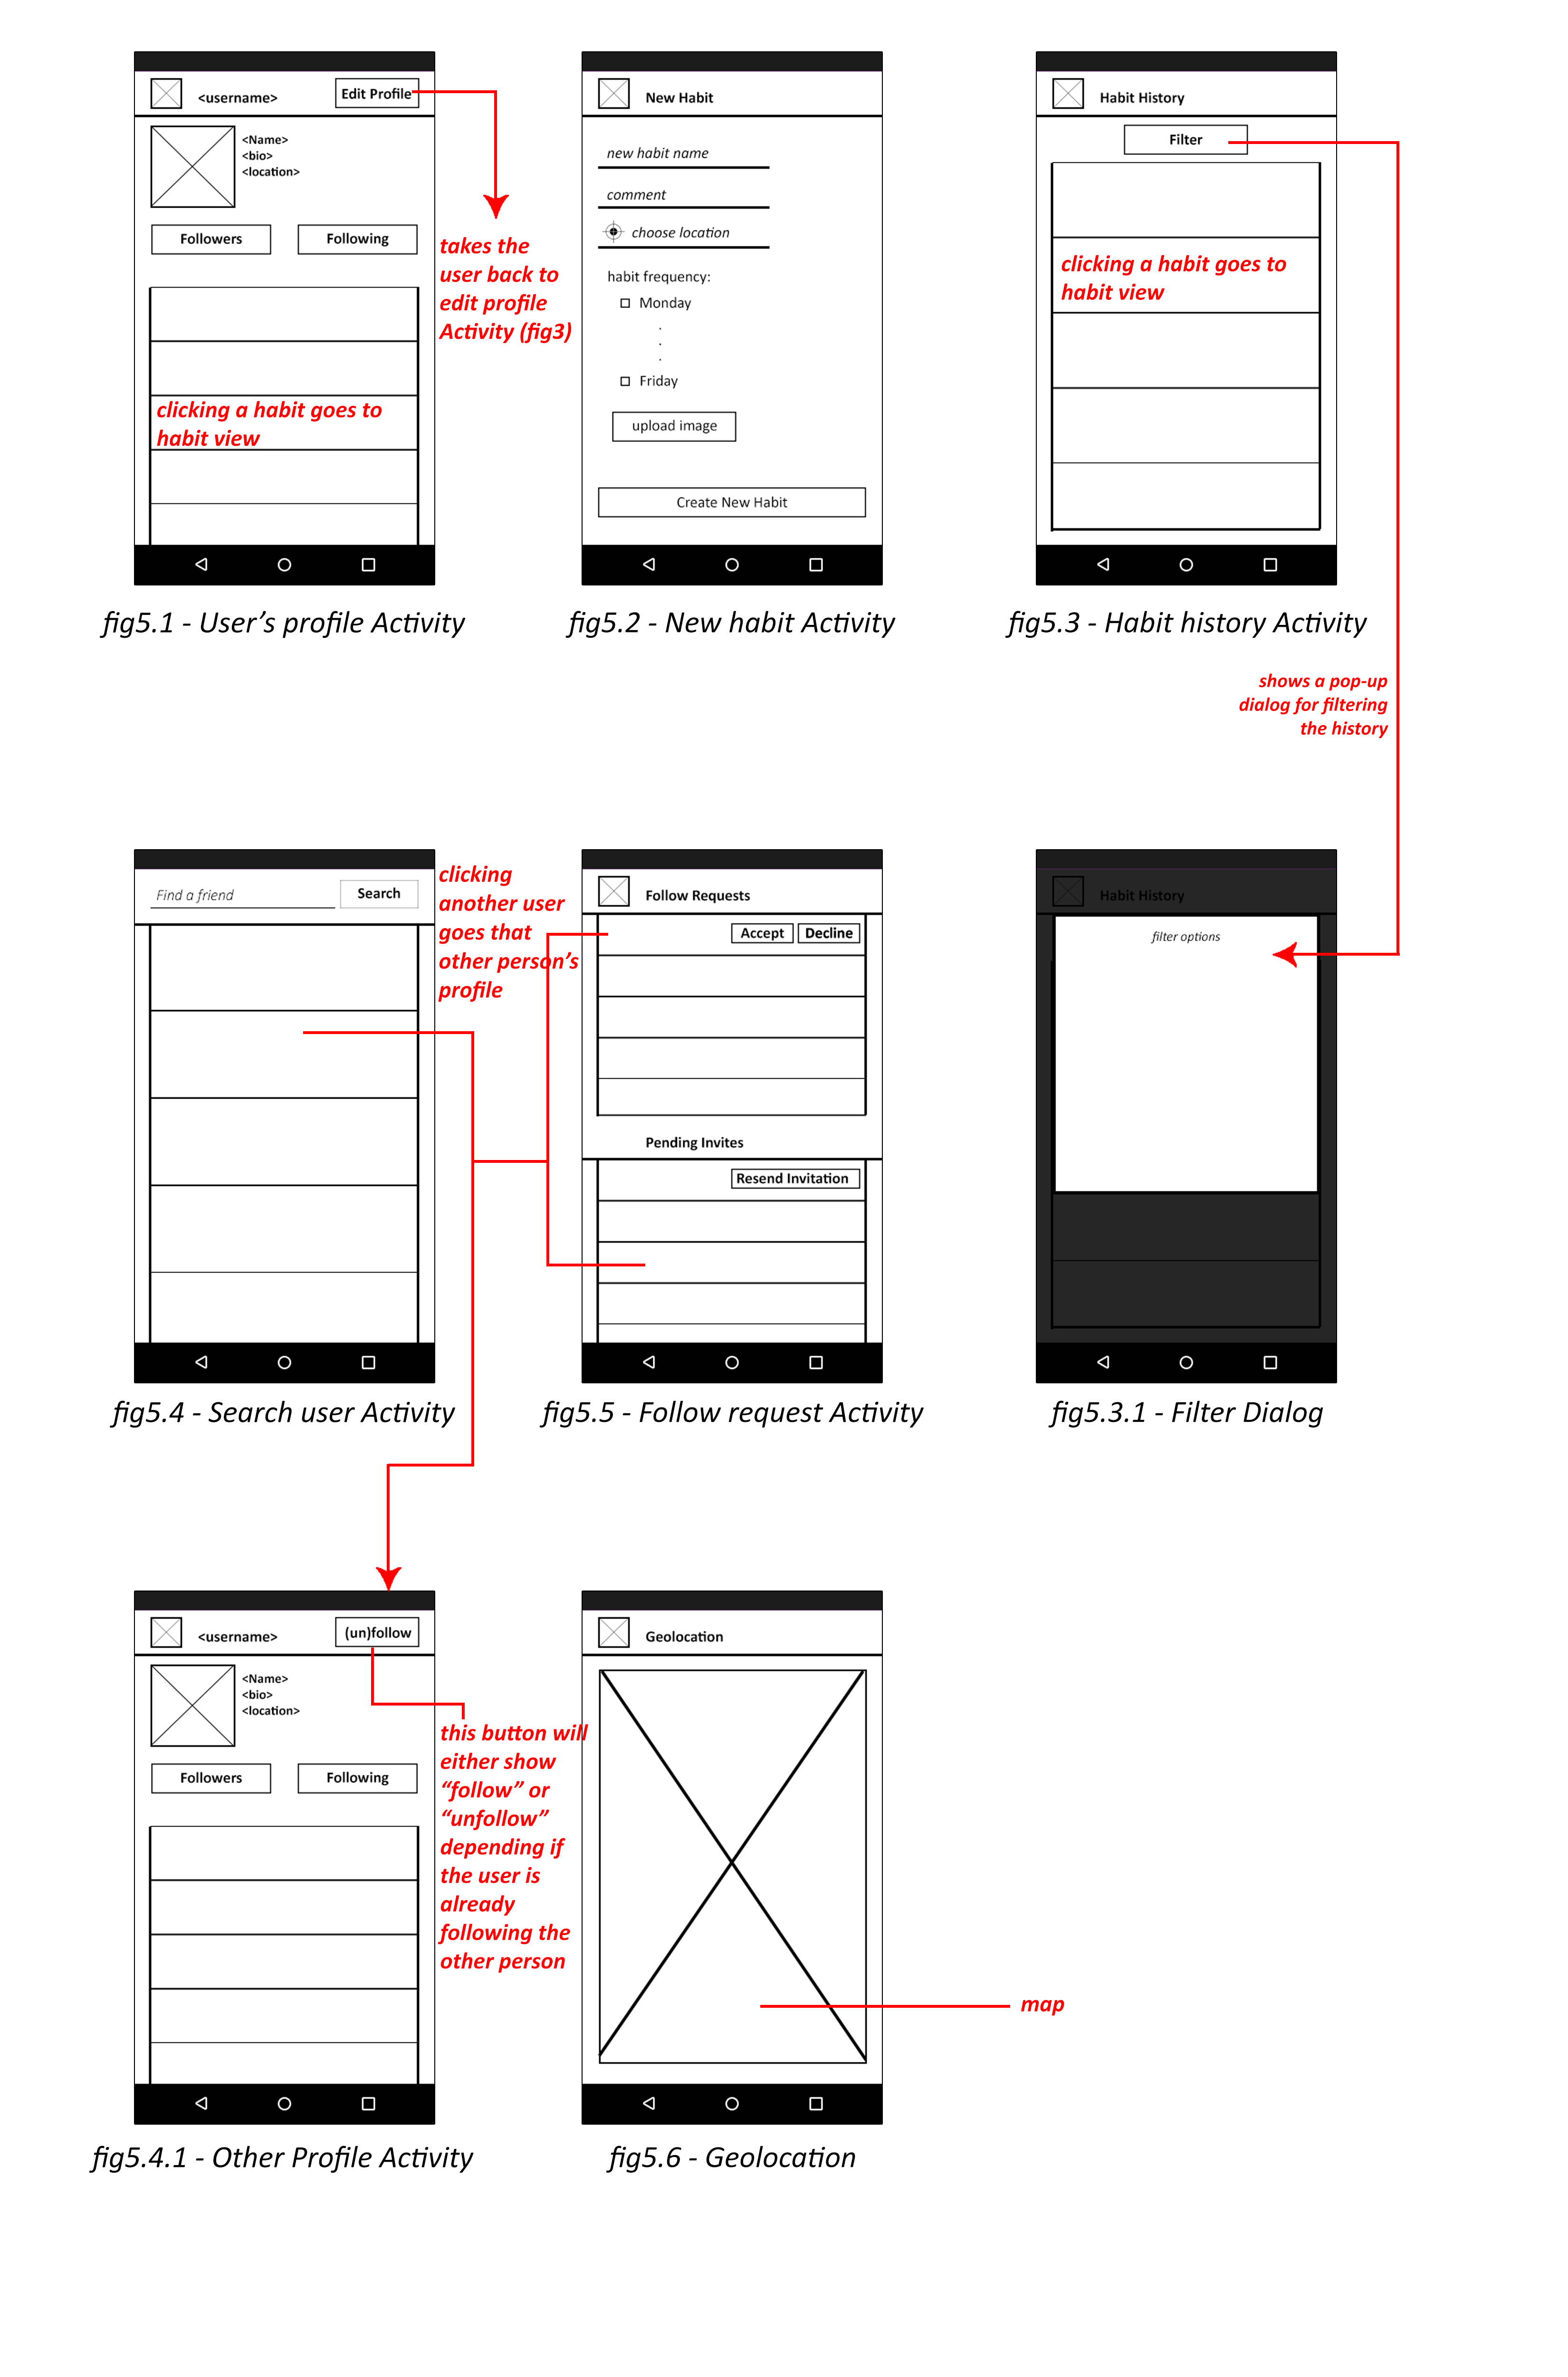 <username>
Edit Profile
<Name>
<bio>
<location>
Followers
Following
clicking a habit goes to
habit view
takes the
user back to
edit profile
Activity (fig3)
fig5.1 - User’s profile Activity
New Habit
new habit name
comment
choose location
habit frequency:
Monday
.
.
.
Friday
upload image
Create New Habit
fig5.2 - New habit Activity
Habit History
Filter
clicking a habit goes to
habit view
fig5.3 - Habit history Activity
shows a pop-up
dialog for filtering
the history
Find a friend
Search
clicking
another user
goes that
other person’s
profile
fig5.4 - Search user Activity
Follow Requests
Accept
Decline
Pending Invites
Resend Invitation
fig5.5 - Follow request Activity
Habit History
filter options
fig5.3.1 - Filter Dialog
<username>
(un)follow
<Name>
<bio>
<location>
Followers
Following
this button will
either show
“follow” or
“unfollow”
depending if
the user is
already
following the
other person
fig5.4.1 - Other Profile Activity
Geolocation
map
fig5.6 - Geolocation